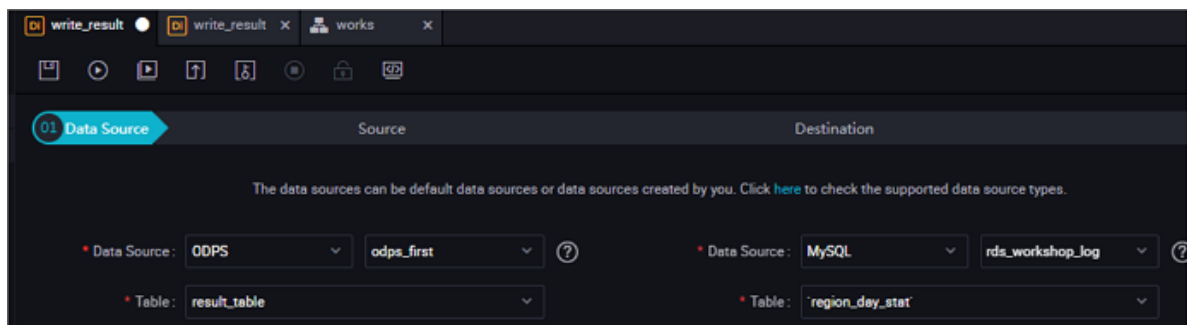 Di write_result Di write_result × works ×
01 Data Source Source Destination
The data sources can be default data sources or data sources created by you. Click here to check the supported data source types.
* Data Source : ODPS odps_first ? * Data Source : MySQL rds_workshop_log ?
* Table : result_table * Table : `region_day_stat`